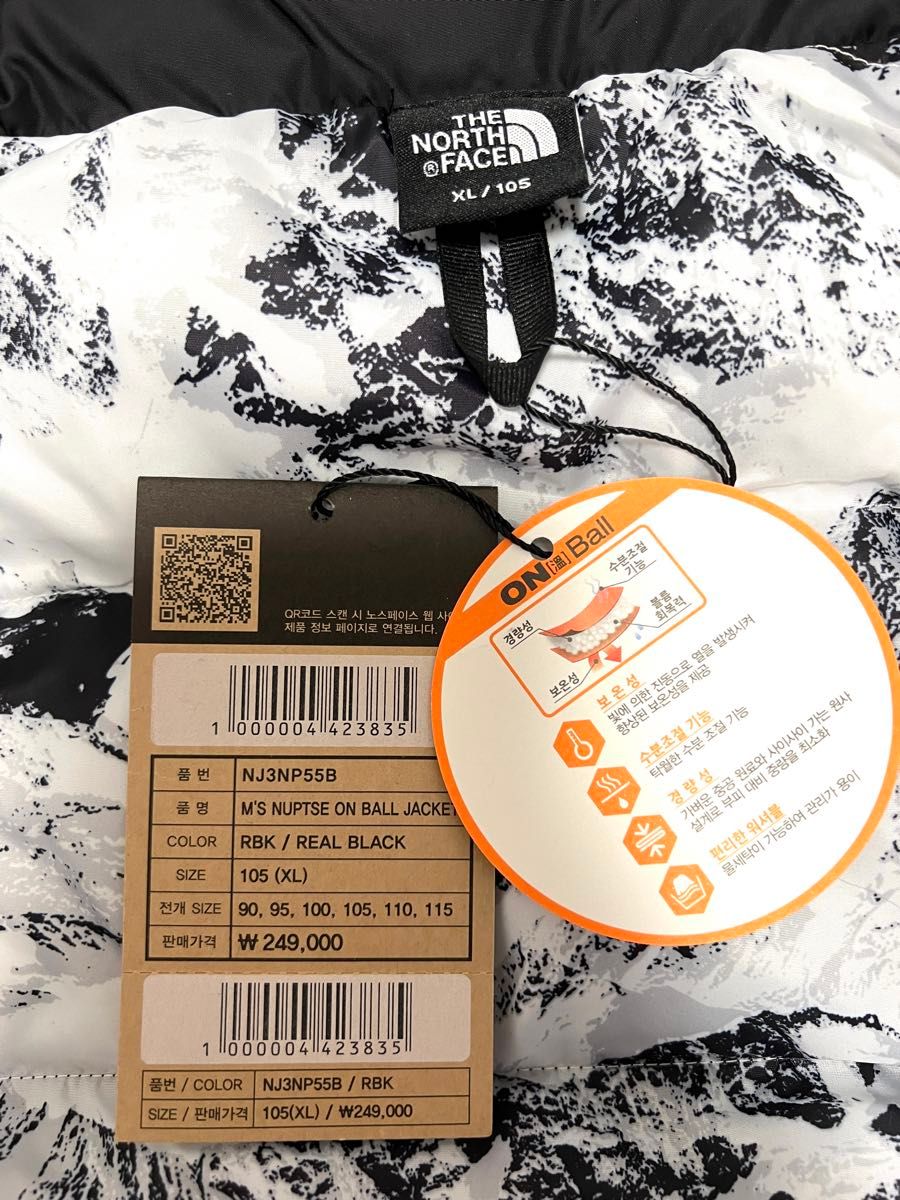 THE
NORTH
FACE
®
XL / 105
QR코드 스캔 시 노스페이스 웹
제품 정보 페이지로 연결됩니다.
1 000004 423835
품 번 NJ3NP55B
품 명 M'S NUPTSE ON BALL JACKE
COLOR RBK / REAL BLACK
SIZE 105 (XL)
전개 SIZE 90, 95, 100, 105, 110, 115
판매가격 ₩ 249,000
1 000004 423835
품번 / COLOR NJ3NP55B / RBK
SIZE / 판매가격 105(XL) / ₩249,000
ON[溫] Ball
수분조절
기능
경량성
볼륨
회복력
보온성
보 온 성
빛에 의한 진동으로 열을 발생시켜
향상된 보온성을 제공
수분조절 기능
탁월한 수분 조절 기능
경 량 성
가벼운 중공 원료와 사이사이 가는 원사
설계로 부피 대비 중량을 최소화
편리한 워셔블
물세탁이 가능하여 관리가 용이